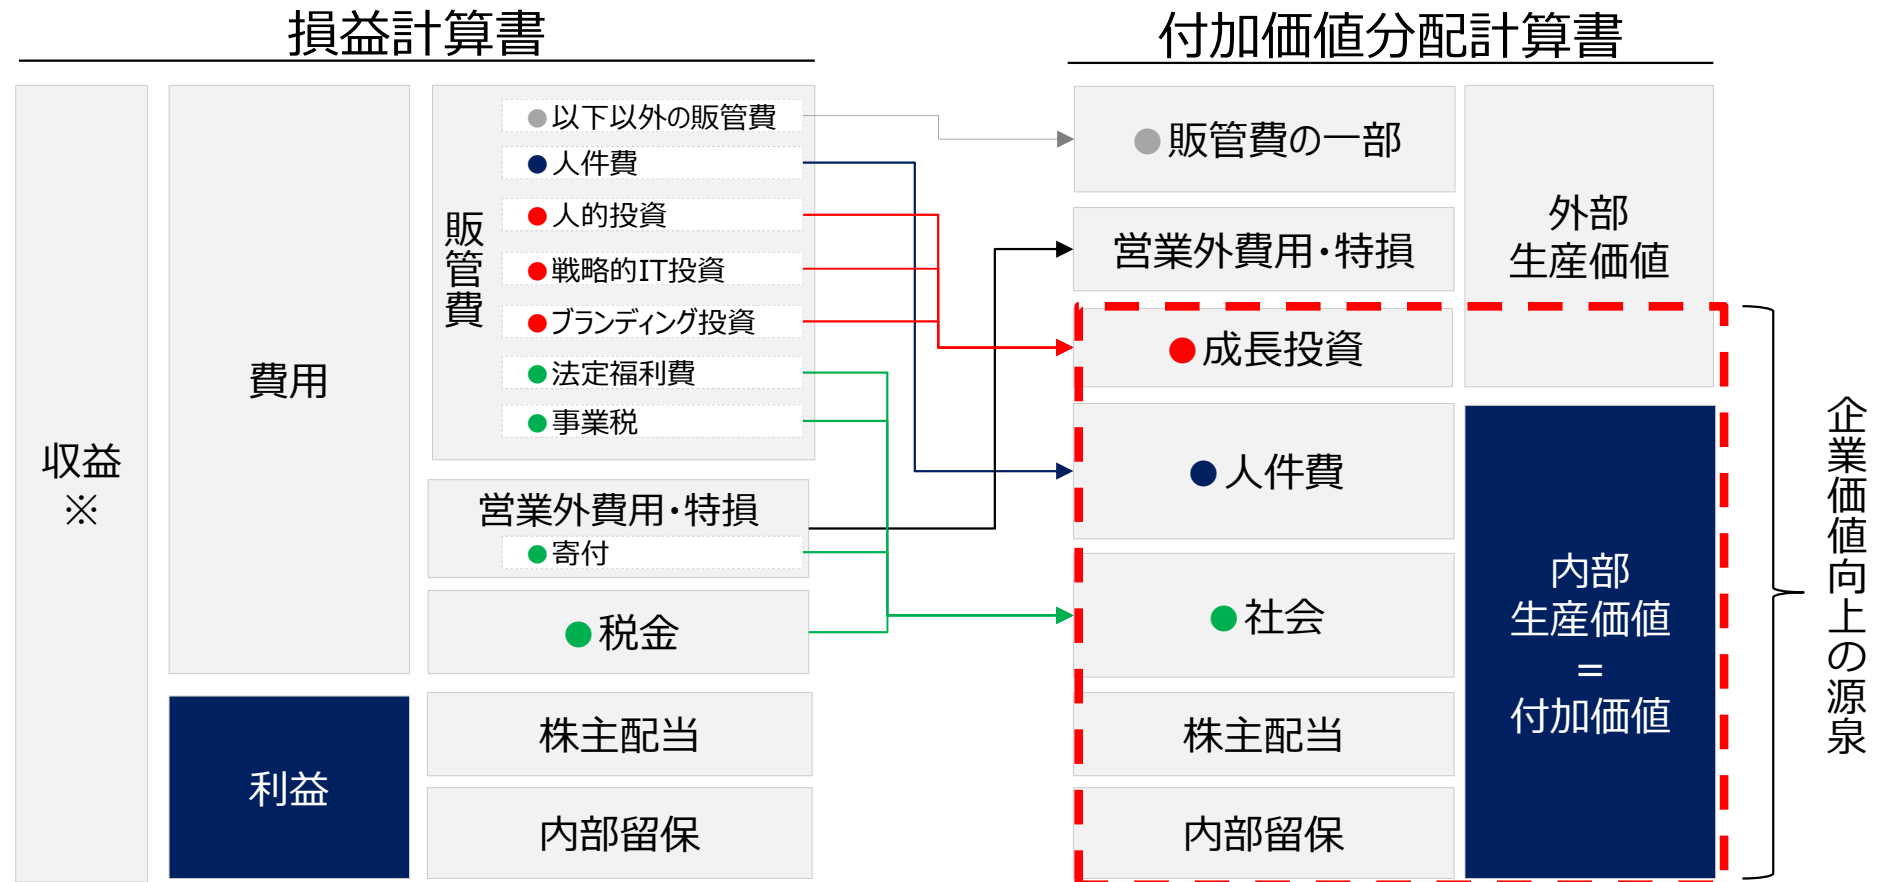 損益計算書
付加価値分配計算書
収益
※
費用
利益
販管費
●以下以外の販管費
●人件費
●人的投資
●戦略的IT投資
●ブランディング投資
●法定福利費
●事業税
営業外費用・特損
●寄付
●税金
株主配当
内部留保
●販管費の一部
営業外費用・特損
●成長投資
●人件費
●社会
株主配当
内部留保
外部
生産価値
内部
生産価値
=
付加価値
企業価値向上の源泉